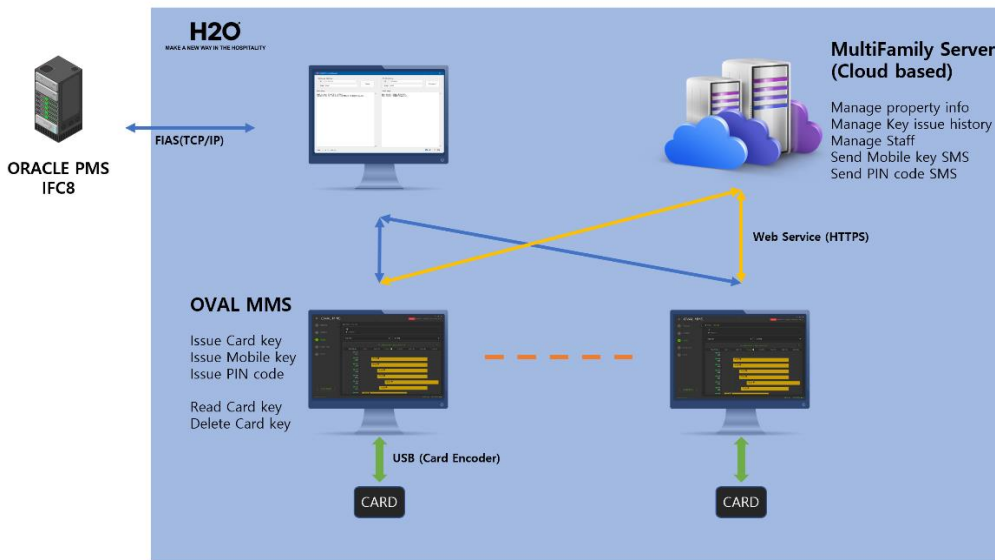 H2O
MAKE A NEW WAY IN THE HOSPITALITY
MultiFamily Server
(Cloud based)
Manage property info
Manage Key issue history
Manage Staff
Send Mobile key SMS
Send PIN code SMS
FIAS(TCP/IP)
ORACLE PMS
IFC8
Web Service (HTTPS)
OVAL MMS
Issue Card key
Issue Mobile key
Issue PIN code
Read Card key
Delete Card key
USB (Card Encoder)
CARD
CARD